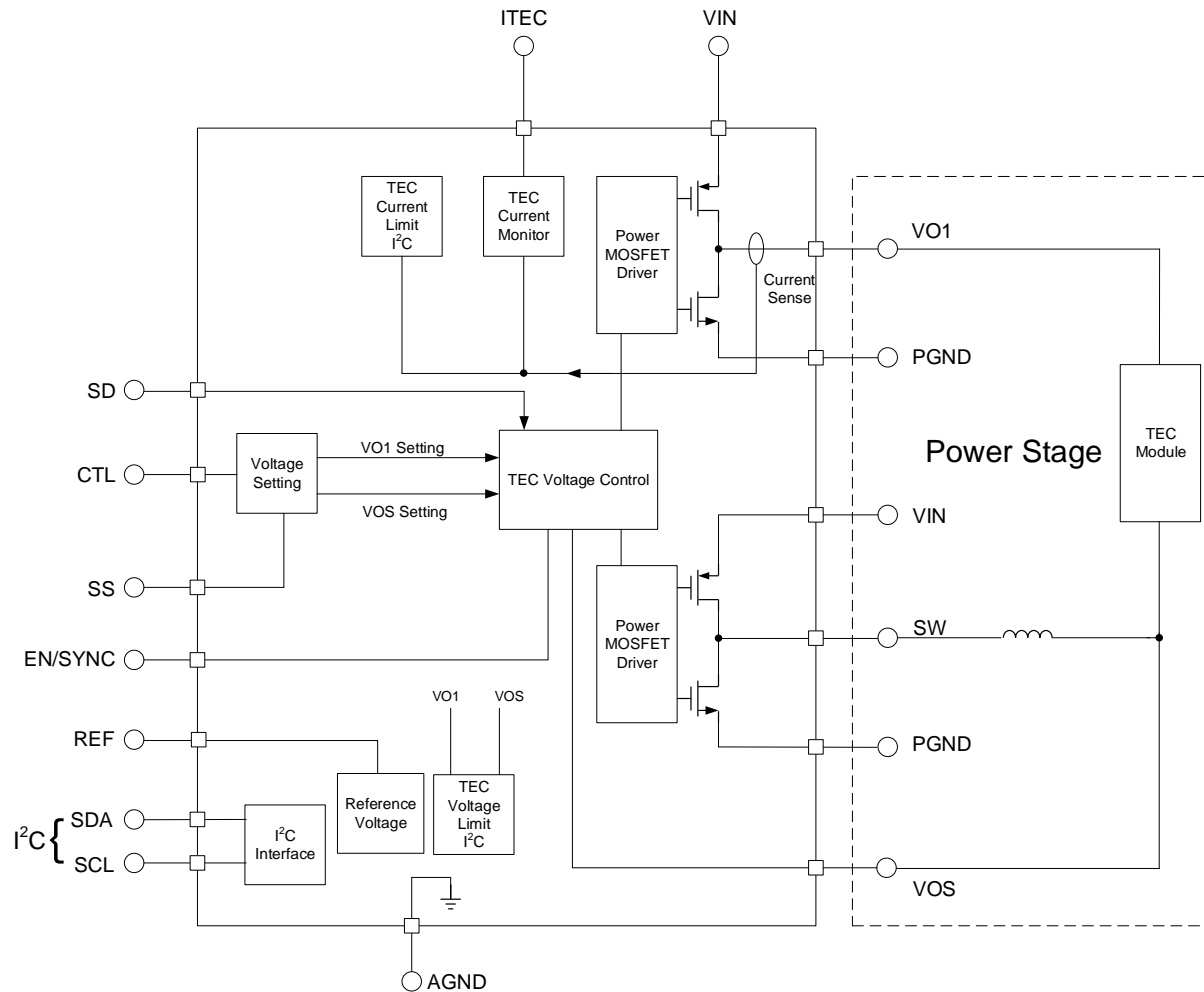 ITEC
VIN
TEC
Current
Limit
I²C
TEC
Current
Monitor
Power
MOSFET
Driver
Current
Sense
VO1
PGND
SD
CTL
Voltage
Setting
VO1 Setting
VOS Setting
TEC Voltage Control
Power Stage
TEC
Module
VIN
SS
Power
MOSFET
Driver
SW
EN/SYNC
VO1
VOS
REF
PGND
Reference
Voltage
TEC
Voltage
Limit
I²C
I²C {
SDA
SCL
I²C
Interface
VOS
AGND